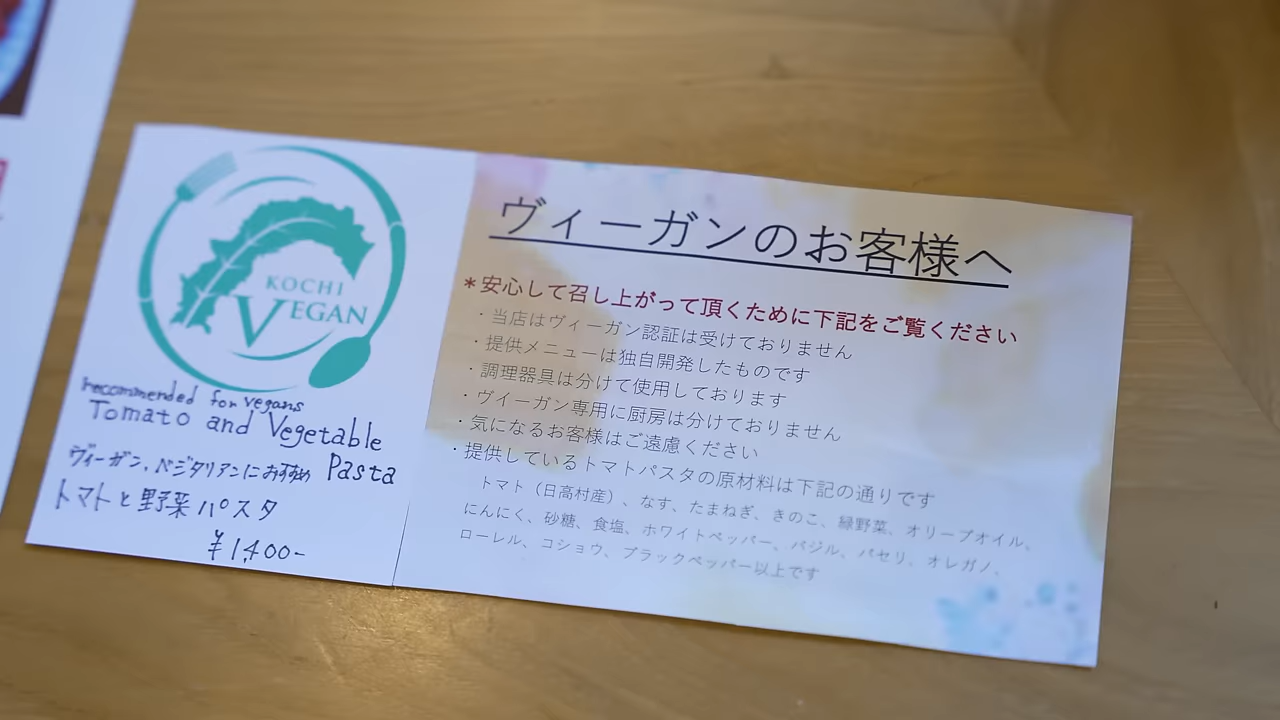 KOCHI
VEGAN
recommended for vegans
Tomato and Vegetable
Pasta
ヴィーガン、ベジタリアンにおすすめ
トマトと野菜パスタ
¥1400-
ヴィーガンのお客様へ
*安心して召し上がって頂くために下記をご覧ください
・当店はヴィーガン認証は受けておりません
・提供メニューは独自開発したものです
・調理器具は分けて使用しております
・ヴイーガン専用に厨房は分けておりません
・気になるお客様はご遠慮ください
・提供しているトマトパスタの原材料は下記の通りです
トマト（日高村産）、なす、たまねぎ、きのこ、緑野菜、オリーブオイル、
にんにく、砂糖、食塩、ホワイトペッパー、バジル、パセリ、オレガノ、
ローレル、コショウ、ブラックペッパー以上です